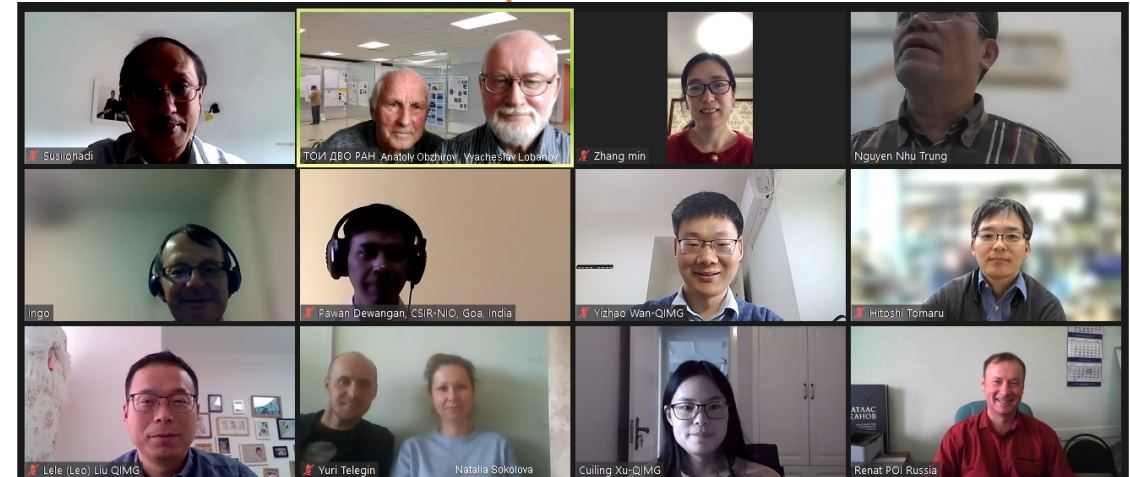 Susilohadi
ТОИ ДВО РАН Anatoly Obzhirov Vyacheslav Lobanov
Zhang min
Nguyen Nhu Trung
Ingo
Pawan Dewangan, CSIR-NIO, Goa, India
Yizhao Wan-QIMG
Hitoshi Tomaru
Lele (Leo) Liu QIMG
Yuri Telegin
Natalia Sokolova
Cuiling Xu-QIMG
АТЛАС
Renat POI Russia